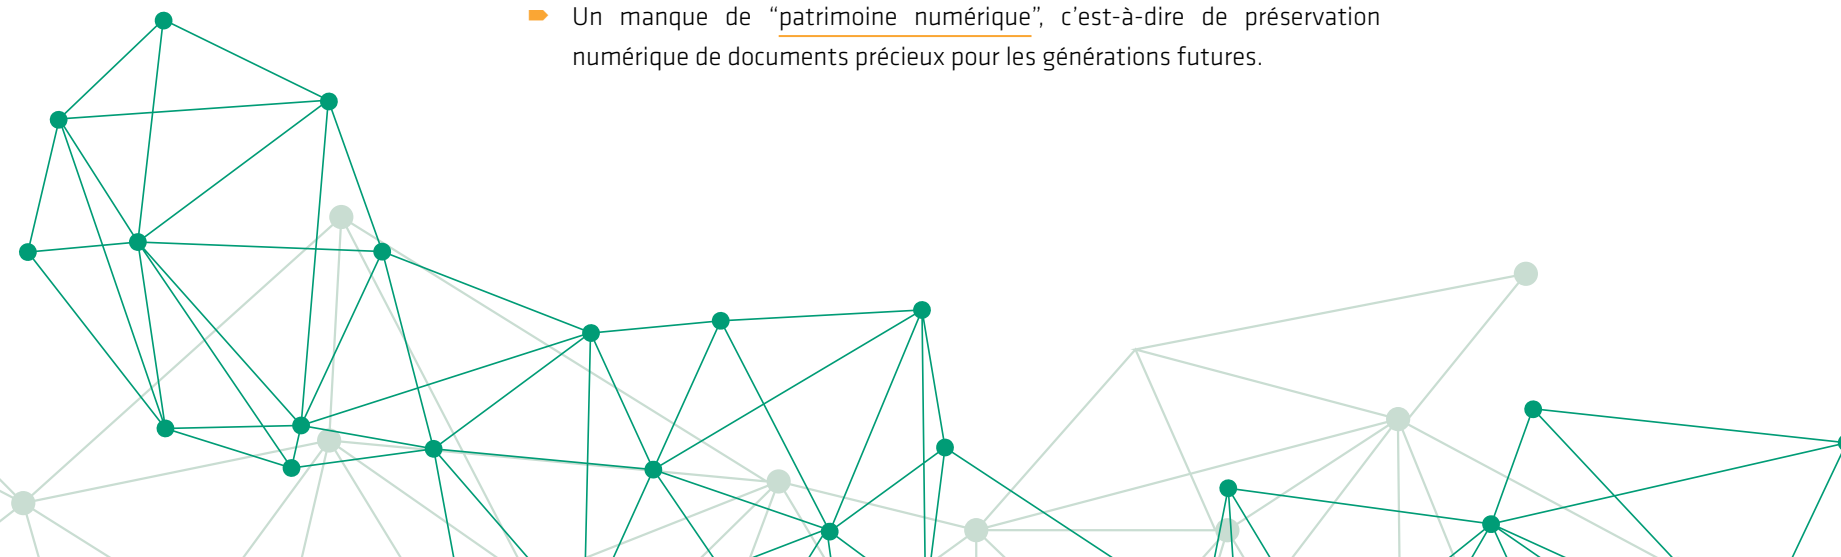 Un manque de “patrimoine numérique”, c’est-à-dire de préservation
numérique de documents précieux pour les générations futures.